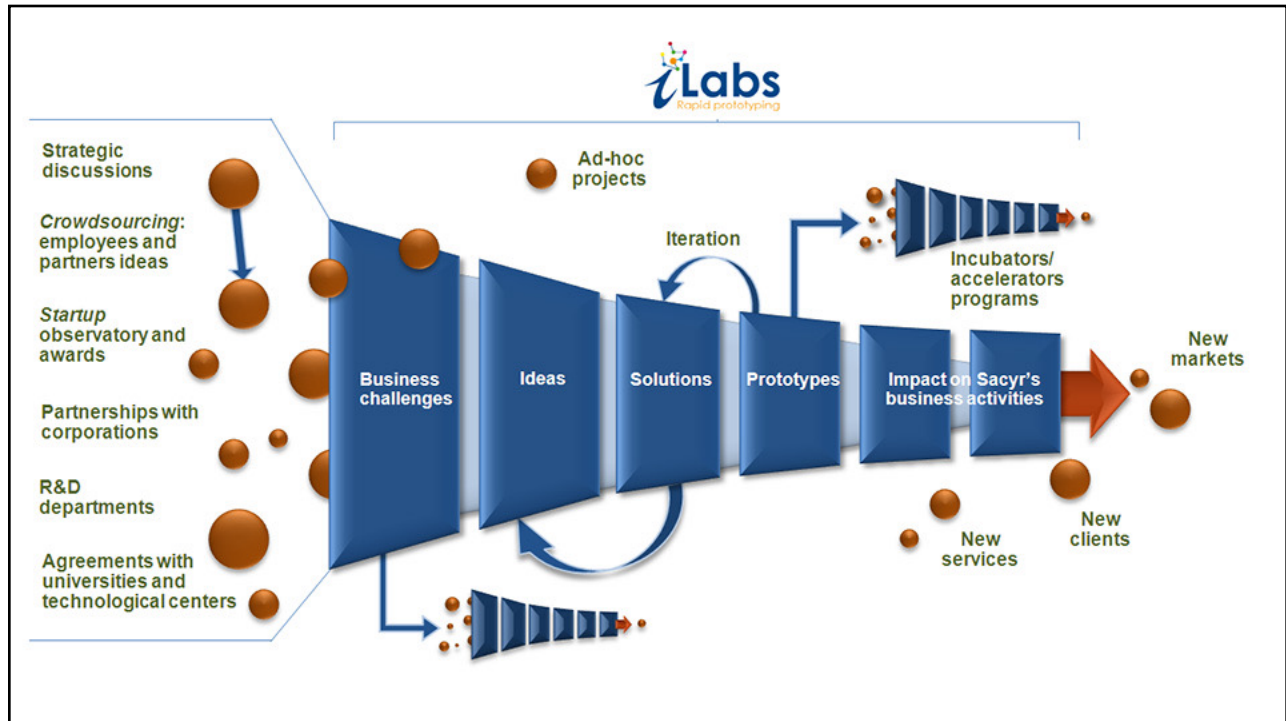 iLabs
Rapid prototyping
Strategic
discussions
Crowdsourcing:
employees and
partners ideas
Startup
observatory and
awards
Partnerships with
corporations
R&D
departments
Agreements with
universities and
technological centers
Ad-hoc
projects
Iteration
Incubators/
accelerators
programs
Business
challenges
Ideas
Solutions
Prototypes
Impact on Sacyr's
business activities
New
markets
New
clients
New
services